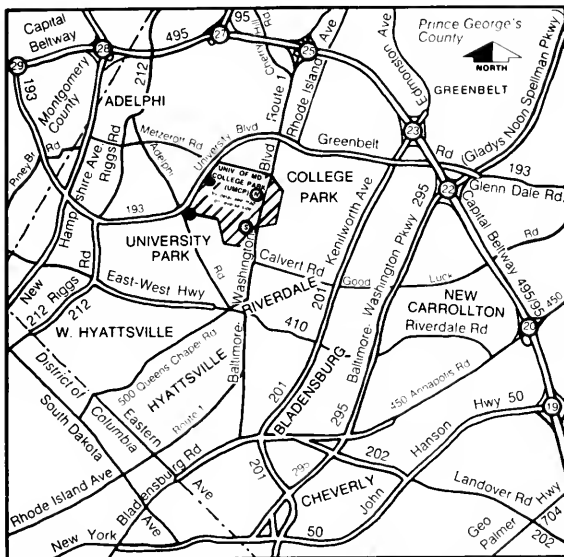 Capital
Beltway
28
495
27
95
25
Cherry Hill
Rd
Prince George's
County
NORTH
29
193
Montgomery
County
212
ADELPHI
Route 1
Rhode Island Ave
Edmonston Ave
GREENBELT
Piney Br
Rd
Metzerott Rd
University Blvd
Greenbelt
Rd
23
(Gladys Noon Spellman Pkwy)
193
Glenn Dale Rd.
22
New Hampshire Ave
Riggs Rd
Adelphi
Rd
UNIV OF MD
COLLEGE PARK
(UMCP)
COLLEGE
PARK
193
UNIVERSITY
PARK
Calvert Rd
Good Luck Rd
Kenilworth Ave
201
Baltimore- Washington Pkwy 295
Capital Beltway 495/95
212 Riggs Rd
212
East-West Hwy
RIVERDALE
410
NEW
CARROLLTON
Riverdale Rd
20
450
W. HYATTSVILLE
Baltimore Washington Blvd
500 Queens Chapel Rd
HYATTSVILLE
Route 1
District of
Columbia
South Dakota
Ave
Eastern
Ave
BLADENSBURG
201
295
450 Annapolis Rd
19
Rhode Island Ave
Bladensburg Rd
201
295
202
CHEVERLY
John Hanson Hwy 50
Landover Rd
New York Ave
50
Geo Palmer Hwy
704
202